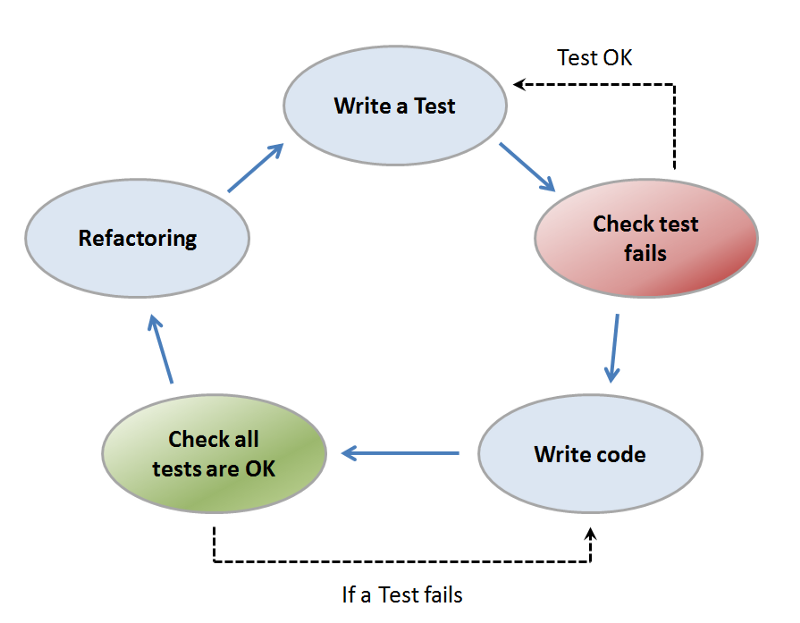 Test OK
Write a Test
Check test
fails
Refactoring
Check all
tests are OK
Write code
If a Test fails